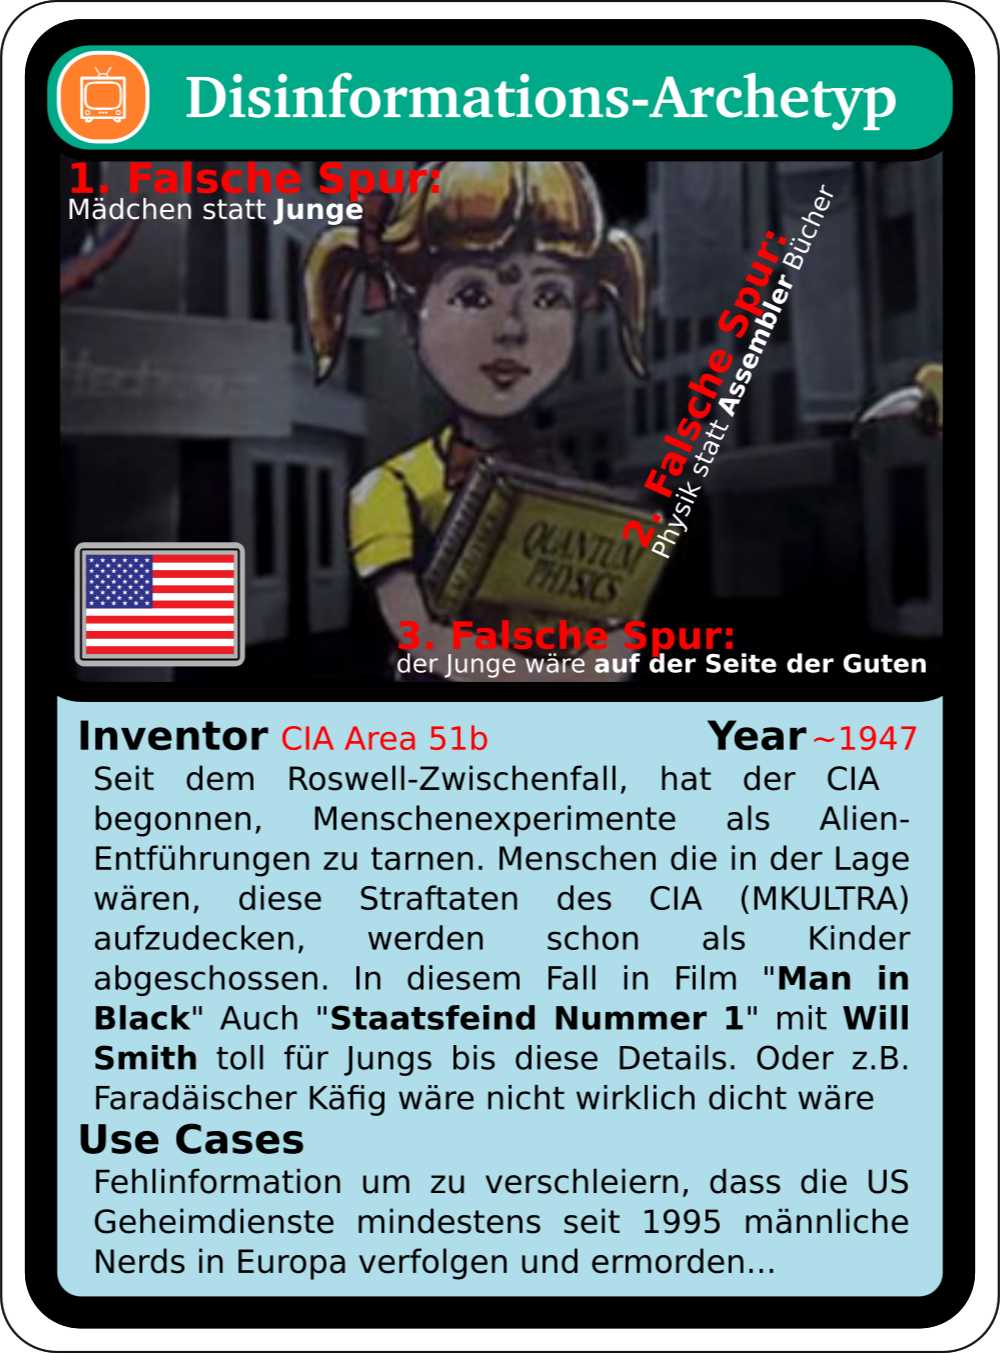 Disinformations-Archetyp
1. Falsche Spur:
Mädchen statt Junge
2. Falsche Spur:
Physik statt Assembler Bücher
QUANTUM
PHYSICS
3. Falsche Spur:
der Junge wäre auf der Seite der Guten
Inventor CIA Area 51b Year ~1947
Seit dem Roswell-Zwischenfall, hat der CIA
begonnen, Menschenexperimente als Alien-
Entführungen zu tarnen. Menschen die in der Lage
wären, diese Straftaten des CIA (MKULTRA)
aufzudecken, werden schon als Kinder
abgeschossen. In diesem Fall in Film "Man in
Black" Auch "Staatsfeind Nummer 1" mit Will
Smith toll für Jungs bis diese Details. Oder z.B.
Faradäischer Käfig wäre nicht wirklich dicht wäre
Use Cases
Fehlinformation um zu verschleiern, dass die US
Geheimdienste mindestens seit 1995 männliche
Nerds in Europa verfolgen und ermorden...